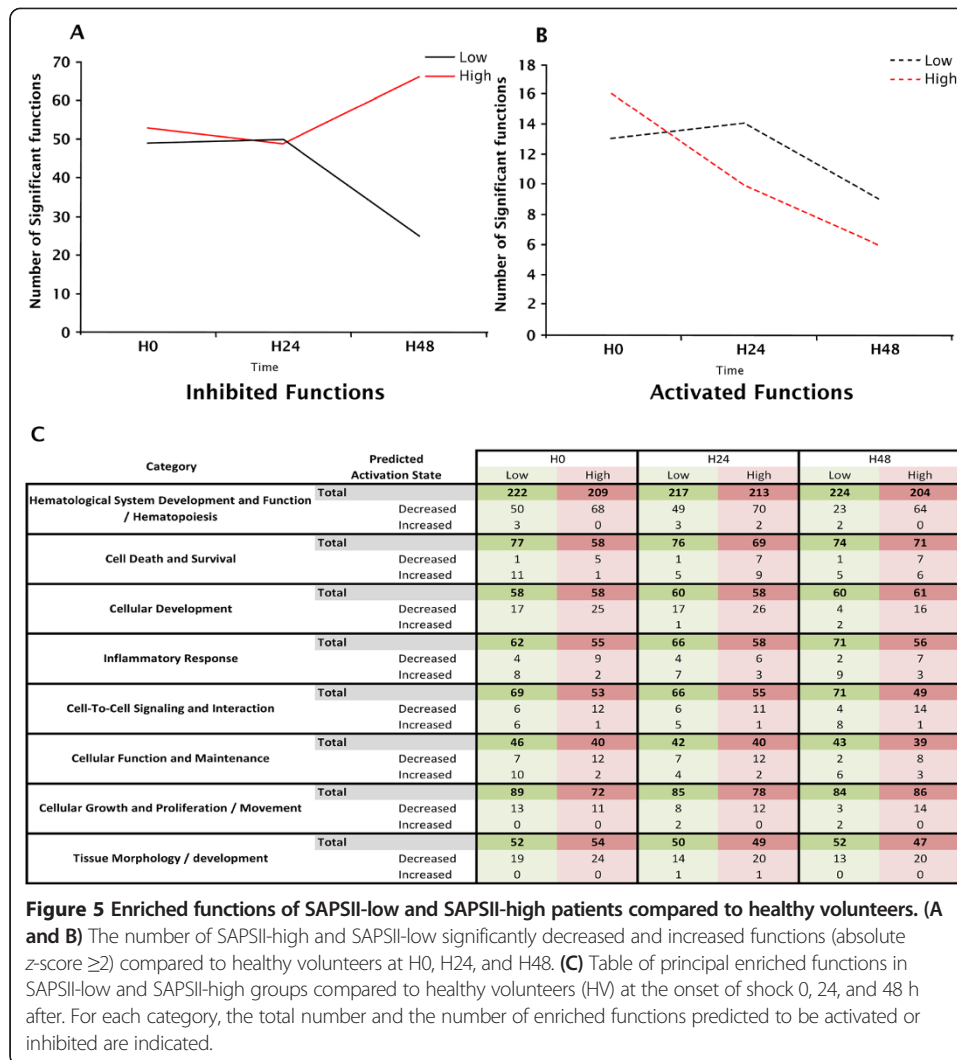 A
Low
High
Number of Significant functions
70
60
50
40
30
20
10
0
H0 H24 H48
Time
Inhibited Functions
B
Low
High
Number of Significant functions
18
16
14
12
10
8
6
4
2
0
H0 H24 H48
Time
Activated Functions
C
Category Predicted Activation State H0 H24 H48
Low High Low High Low High
Hematological System Development and Function / Hematopoiesis
Total 222 209 217 213 224 204
Decreased 50 68 49 70 23 64
Increased 3 0 3 2 2 0
Cell Death and Survival
Total 77 58 76 69 74 71
Decreased 1 5 1 7 1 7
Increased 11 1 5 9 5 6
Cellular Development
Total 58 58 60 58 60 61
Decreased 17 25 17 26 4 16
Increased 1 2
Inflammatory Response
Total 62 55 66 58 71 56
Decreased 4 9 4 6 2 7
Increased 8 2 7 3 9 3
Cell-To-Cell Signaling and Interaction
Total 69 53 66 55 71 49
Decreased 6 12 6 11 4 14
Increased 6 1 5 1 8 1
Cellular Function and Maintenance
Total 46 40 42 40 43 39
Decreased 7 12 7 12 2 8
Increased 10 2 4 2 6 3
Cellular Growth and Proliferation / Movement
Total 89 72 85 78 84 86
Decreased 13 11 8 12 3 14
Increased 0 0 2 0 2 0
Tissue Morphology / development
Total 52 54 50 49 52 47
Decreased 19 24 14 20 13 20
Increased 0 0 1 1 0 0
Figure 5 Enriched functions of SAPSII-low and SAPSII-high patients compared to healthy volunteers. (A
and B) The number of SAPSII-high and SAPSII-low significantly decreased and increased functions (absolute
z-score ≥2) compared to healthy volunteers at H0, H24, and H48. (C) Table of principal enriched functions in
SAPSII-low and SAPSII-high groups compared to healthy volunteers (HV) at the onset of shock 0, 24, and 48 h
after. For each category, the total number and the number of enriched functions predicted to be activated or
inhibited are indicated.